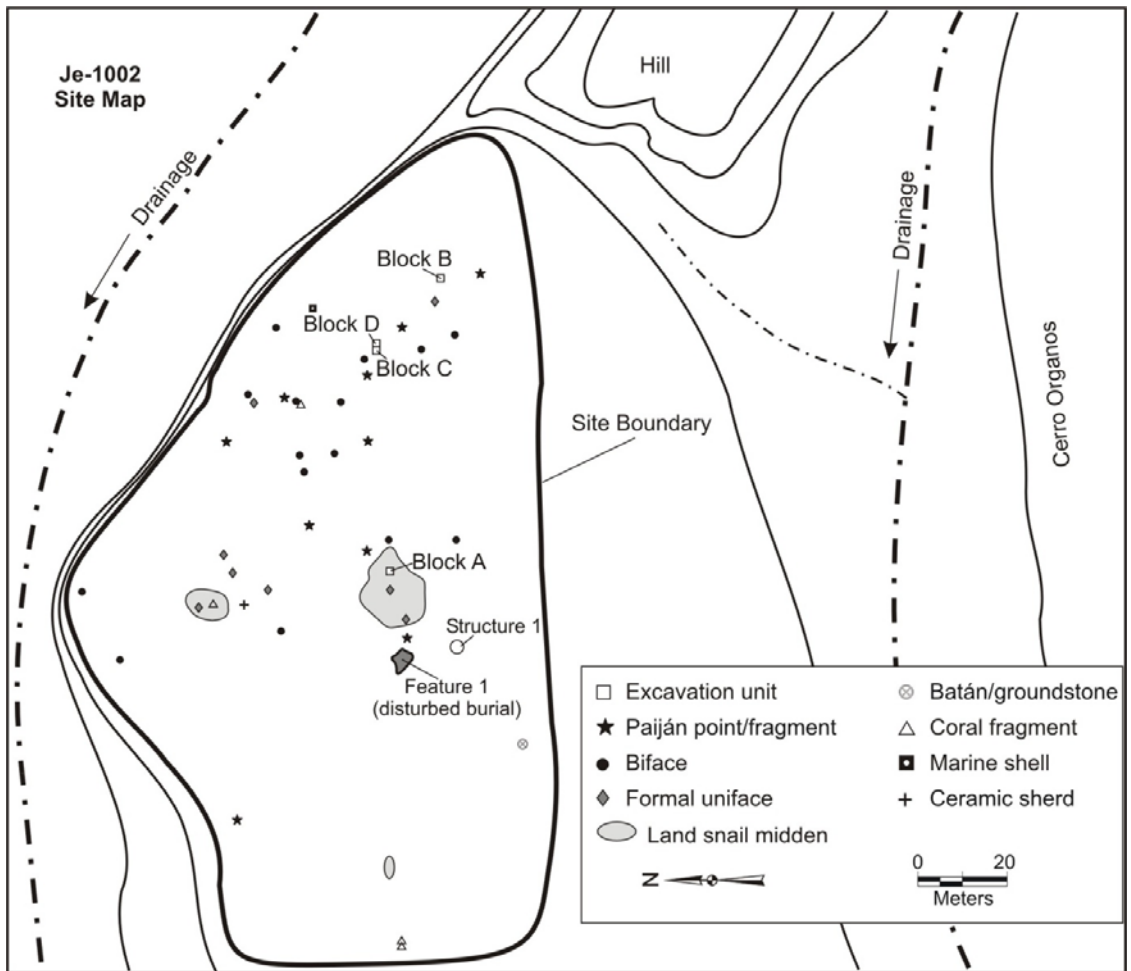 Je-1002
Site Map
Hill
Drainage
Drainage
Block B
Block D
Block C
Site Boundary
Cerro Organos
Block A
Structure 1
Feature 1
(disturbed burial)
Excavation unit
Paiján point/fragment
Biface
Formal uniface
Land snail midden
Batán/groundstone
Coral fragment
Marine shell
Ceramic sherd
N
0 20
Meters